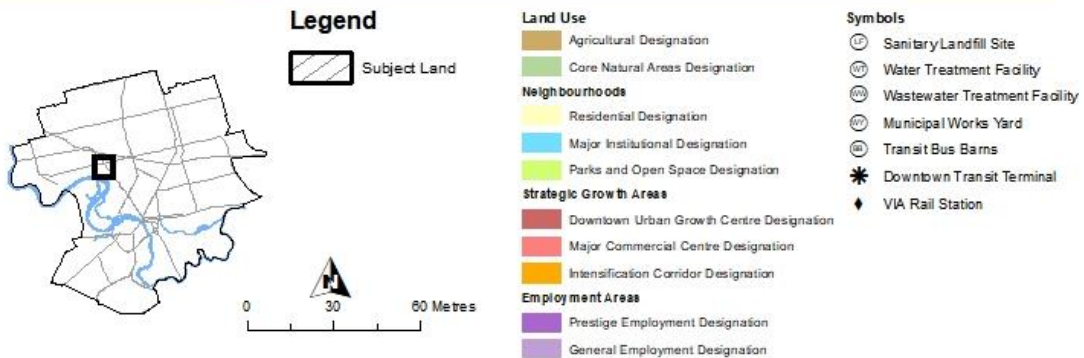 Legend
Subject Land
N
0 30 60 Metres
Land Use
Agricultural Designation
Core Natural Areas Designation
Neighbourhoods
Residential Designation
Major Institutional Designation
Parks and Open Space Designation
Strategic Growth Areas
Downtown Urban Growth Centre Designation
Major Commercial Centre Designation
Intensification Corridor Designation
Employment Areas
Prestige Employment Designation
General Employment Designation
Symbols
LF Sanitary Landfill Site
WT Water Treatment Facility
WW Wastewater Treatment Facility
WY Municipal Works Yard
BB Transit Bus Barns
Downtown Transit Terminal
VIA Rail Station